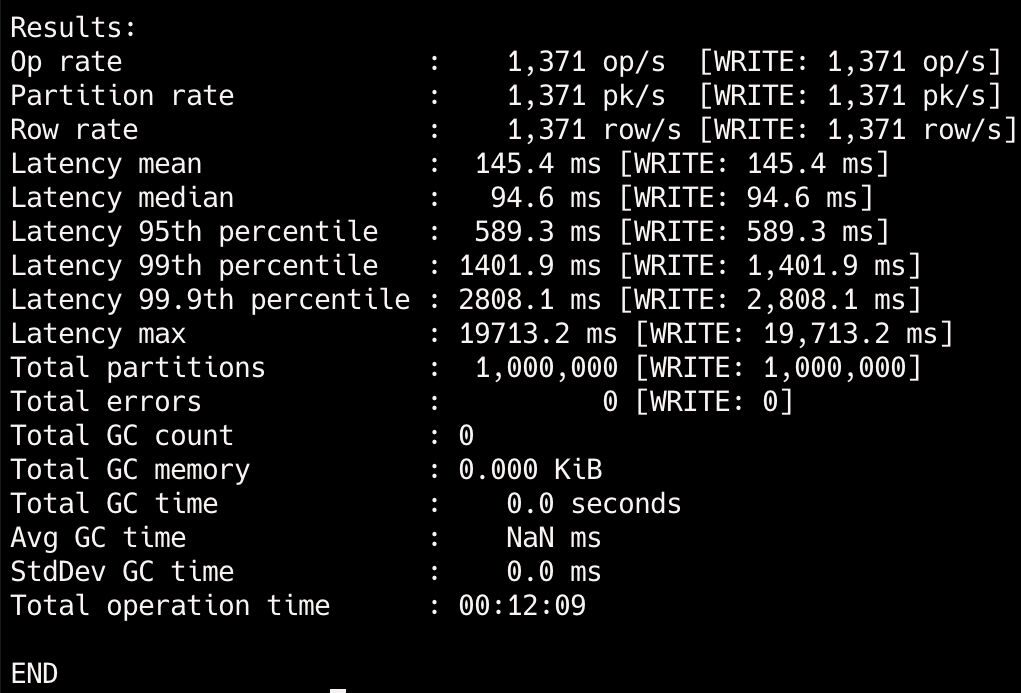 Results:
Op rate                   :    1,371 op/s  [WRITE: 1,371 op/s]
Partition rate            :    1,371 pk/s  [WRITE: 1,371 pk/s]
Row rate                  :    1,371 row/s [WRITE: 1,371 row/s]
Latency mean              :  145.4 ms [WRITE: 145.4 ms]
Latency median            :   94.6 ms [WRITE: 94.6 ms]
Latency 95th percentile   :  589.3 ms [WRITE: 589.3 ms]
Latency 99th percentile   : 1401.9 ms [WRITE: 1,401.9 ms]
Latency 99.9th percentile : 2808.1 ms [WRITE: 2,808.1 ms]
Latency max               : 19713.2 ms [WRITE: 19,713.2 ms]
Total partitions          :  1,000,000 [WRITE: 1,000,000]
Total errors              :          0 [WRITE: 0]
Total GC count            : 0
Total GC memory           : 0.000 KiB
Total GC time             :    0.0 seconds
Avg GC time               :    NaN ms
StdDev GC time            :    0.0 ms
Total operation time      : 00:12:09

END